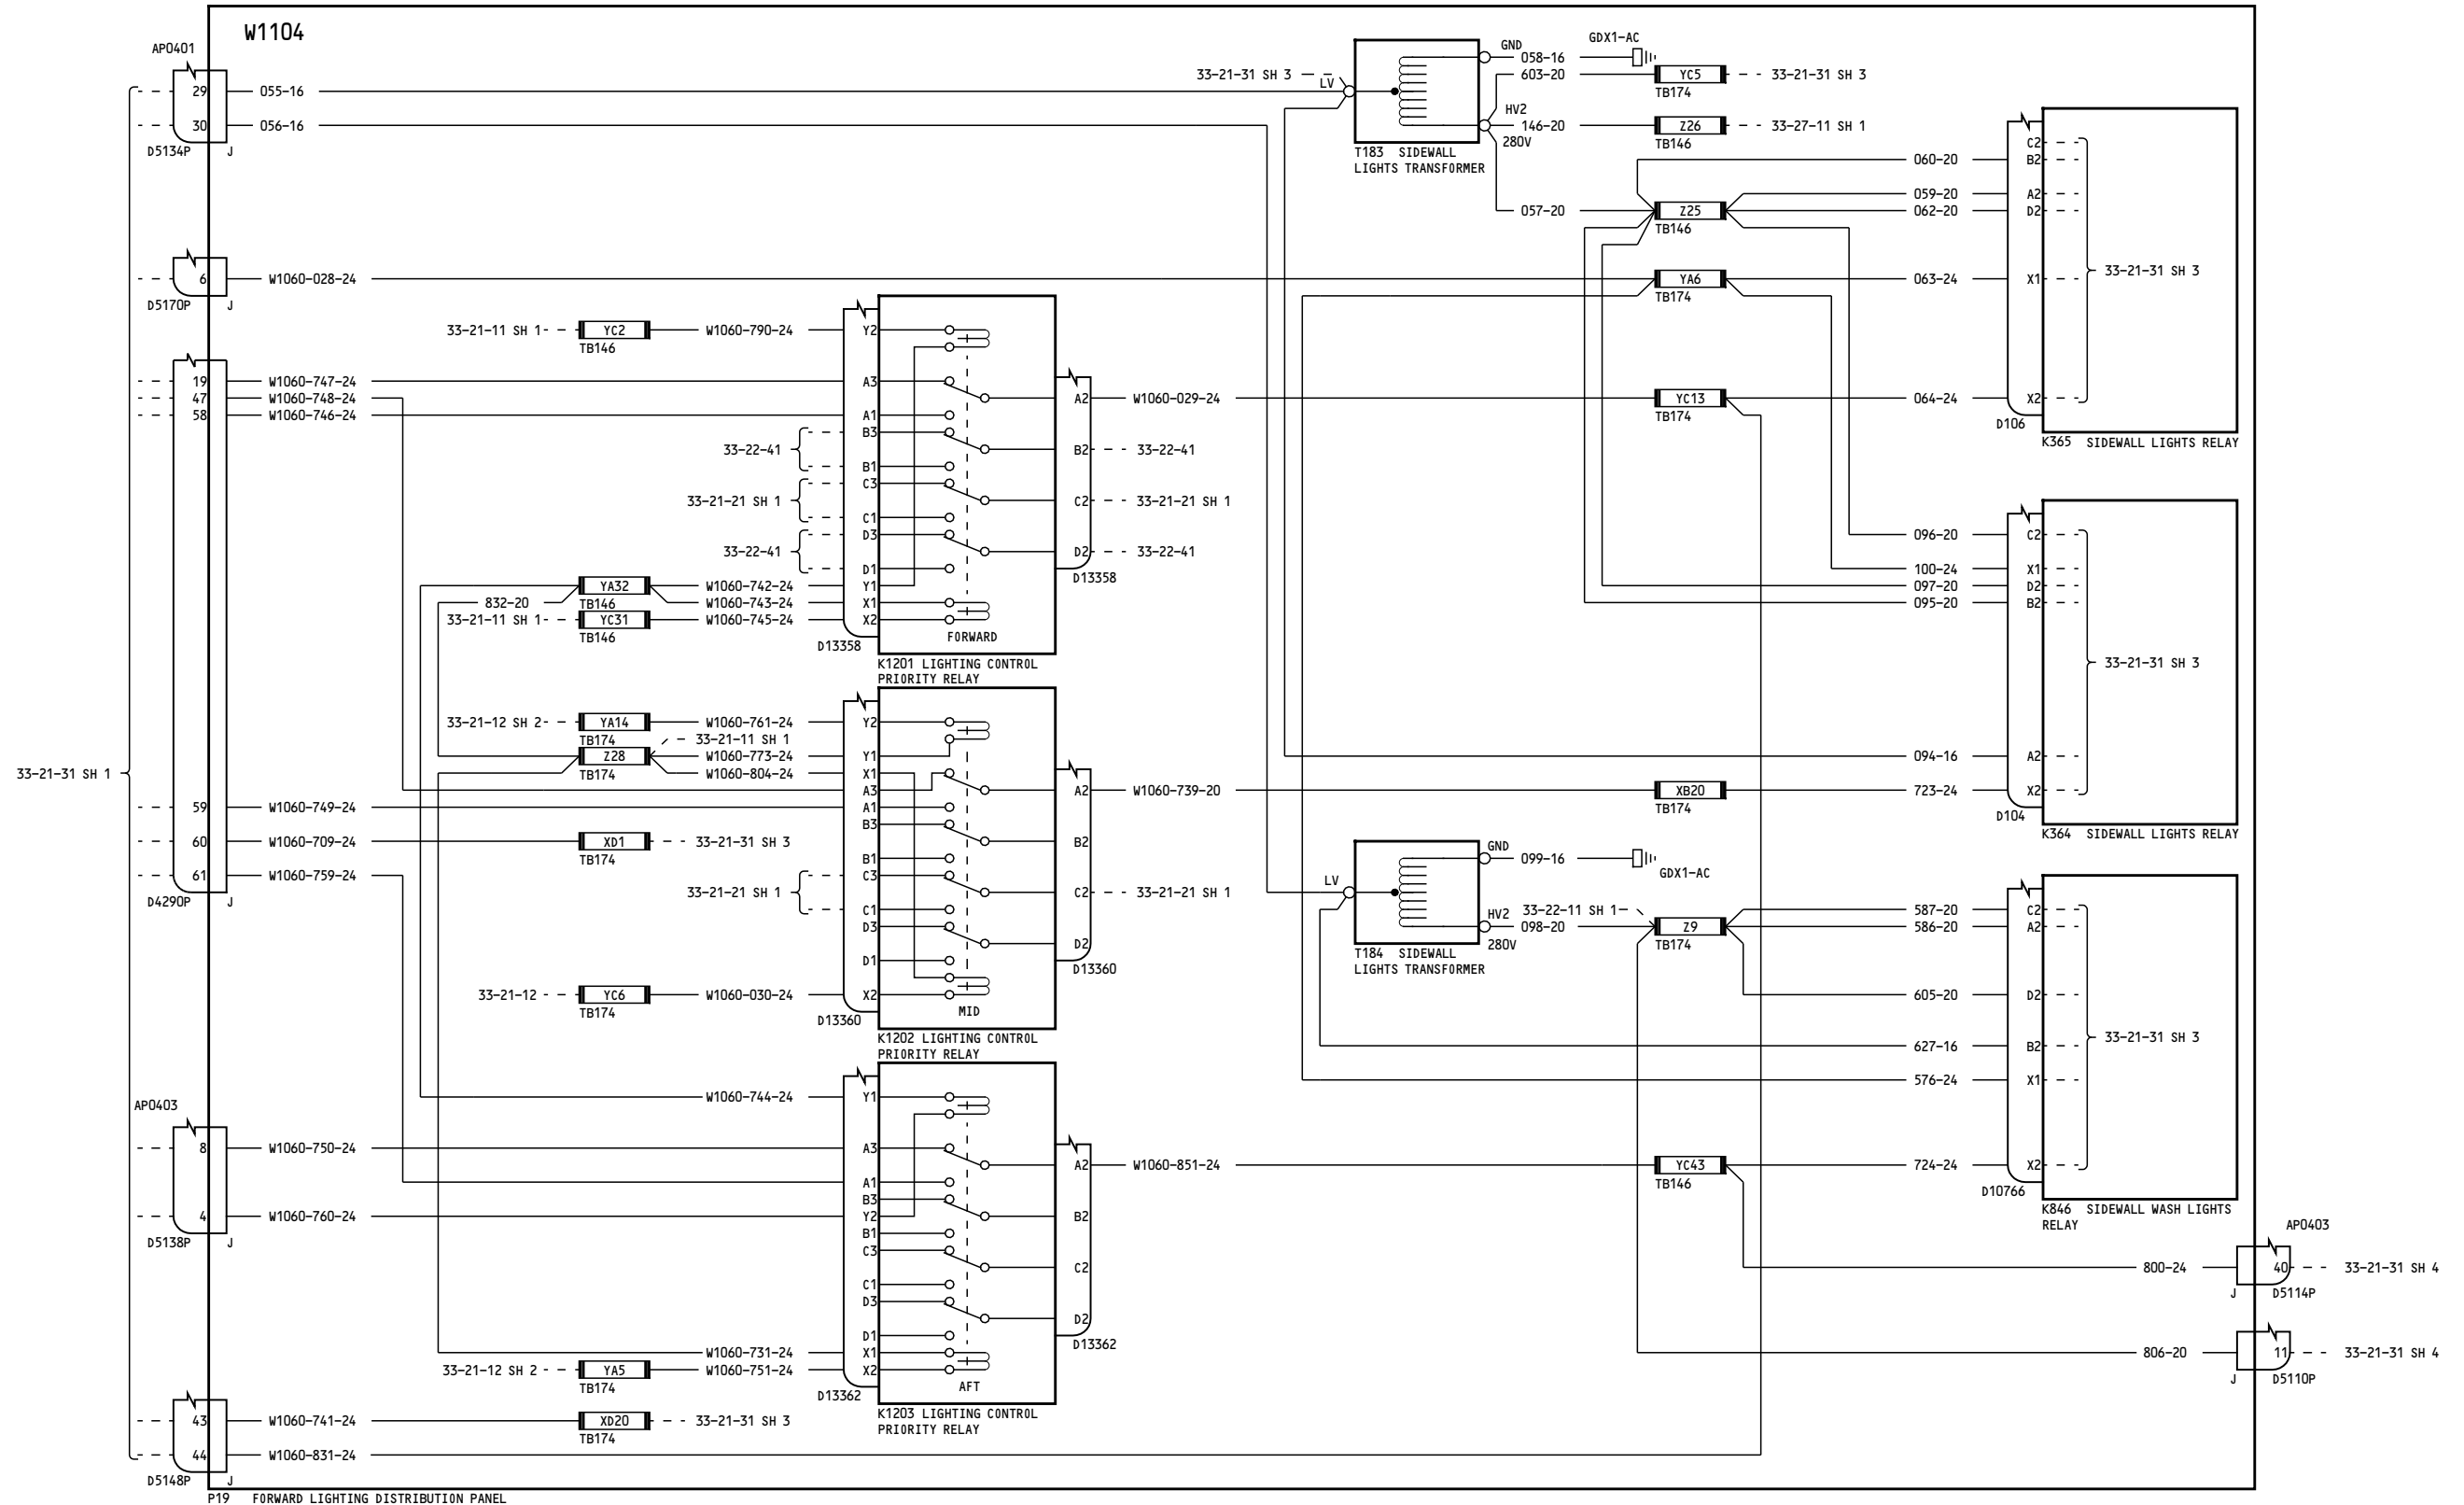 W1104
AP0401
29
055-16
30
056-16
D5134P
J
6
W1060-028-24
D5170P
J
19
W1060-747-24
47
W1060-748-24
58
W1060-746-24
33-21-31 SH 1
59
W1060-749-24
60
W1060-709-24
XD1
TB174
33-21-31 SH 3
61
W1060-759-24
D4290P
J
AP0403
8
W1060-750-24
4
W1060-760-24
D5138P
J
43
W1060-741-24
XD20
TB174
33-21-31 SH 3
44
W1060-831-24
D5148P
J
P19 FORWARD LIGHTING DISTRIBUTION PANEL
33-21-11 SH 1
YC2
TB146
W1060-790-24
Y2
A3
A1
B3
33-22-41
B1
C3
33-21-21 SH 1
C1
D3
33-22-41
D1
YA32
TB146
W1060-742-24
Y1
832-20
W1060-743-24
X1
33-21-11 SH 1
YC31
TB146
W1060-745-24
X2
D13358
FORWARD
K1201 LIGHTING CONTROL
PRIORITY RELAY
A2
W1060-029-24
B2
33-22-41
C2
33-21-21 SH 1
D2
33-22-41
D13358
33-21-12 SH 2
YA14
TB174
W1060-761-24
Y2
33-21-11 SH 1
Z28
TB174
W1060-773-24
Y1
W1060-804-24
X1
A3
A1
B3
B1
C3
33-21-21 SH 1
C1
D3
D1
33-21-12
YC6
TB174
W1060-030-24
X2
D13360
MID
K1202 LIGHTING CONTROL
PRIORITY RELAY
A2
W1060-739-20
B2
C2
33-21-21 SH 1
D2
D13360
W1060-744-24
Y1
A3
A1
B3
Y2
B1
C3
C1
D3
D1
W1060-731-24
X1
33-21-12 SH 2
YA5
TB174
W1060-751-24
X2
D13362
AFT
K1203 LIGHTING CONTROL
PRIORITY RELAY
A2
W1060-851-24
B2
C2
D2
D13362
33-21-31 SH 3
LV
GND
058-16
GDX1-AC
603-20
YC5
TB174
33-21-31 SH 3
HV2
146-20
280V
Z26
TB146
33-27-11 SH 1
T183 SIDEWALL
LIGHTS TRANSFORMER
057-20
Z25
TB146
YA6
TB174
YC13
TB174
XB20
TB174
LV
GND
099-16
GDX1-AC
HV2
33-22-11 SH 1
098-20
280V
Z9
TB174
T184 SIDEWALL
LIGHTS TRANSFORMER
YC43
TB146
C2
060-20
B2
059-20
A2
062-20
D2
33-21-31 SH 3
063-24
X1
064-24
X2
D106
K365 SIDEWALL LIGHTS RELAY
096-20
C2
100-24
X1
097-20
D2
095-20
B2
33-21-31 SH 3
094-16
A2
723-24
X2
D104
K364 SIDEWALL LIGHTS RELAY
587-20
C2
586-20
A2
605-20
D2
33-21-31 SH 3
627-16
B2
576-24
X1
724-24
X2
D10766
K846 SIDEWALL WASH LIGHTS
RELAY
AP0403
800-24
40
33-21-31 SH 4
J
D5114P
806-20
11
33-21-31 SH 4
J
D5110P